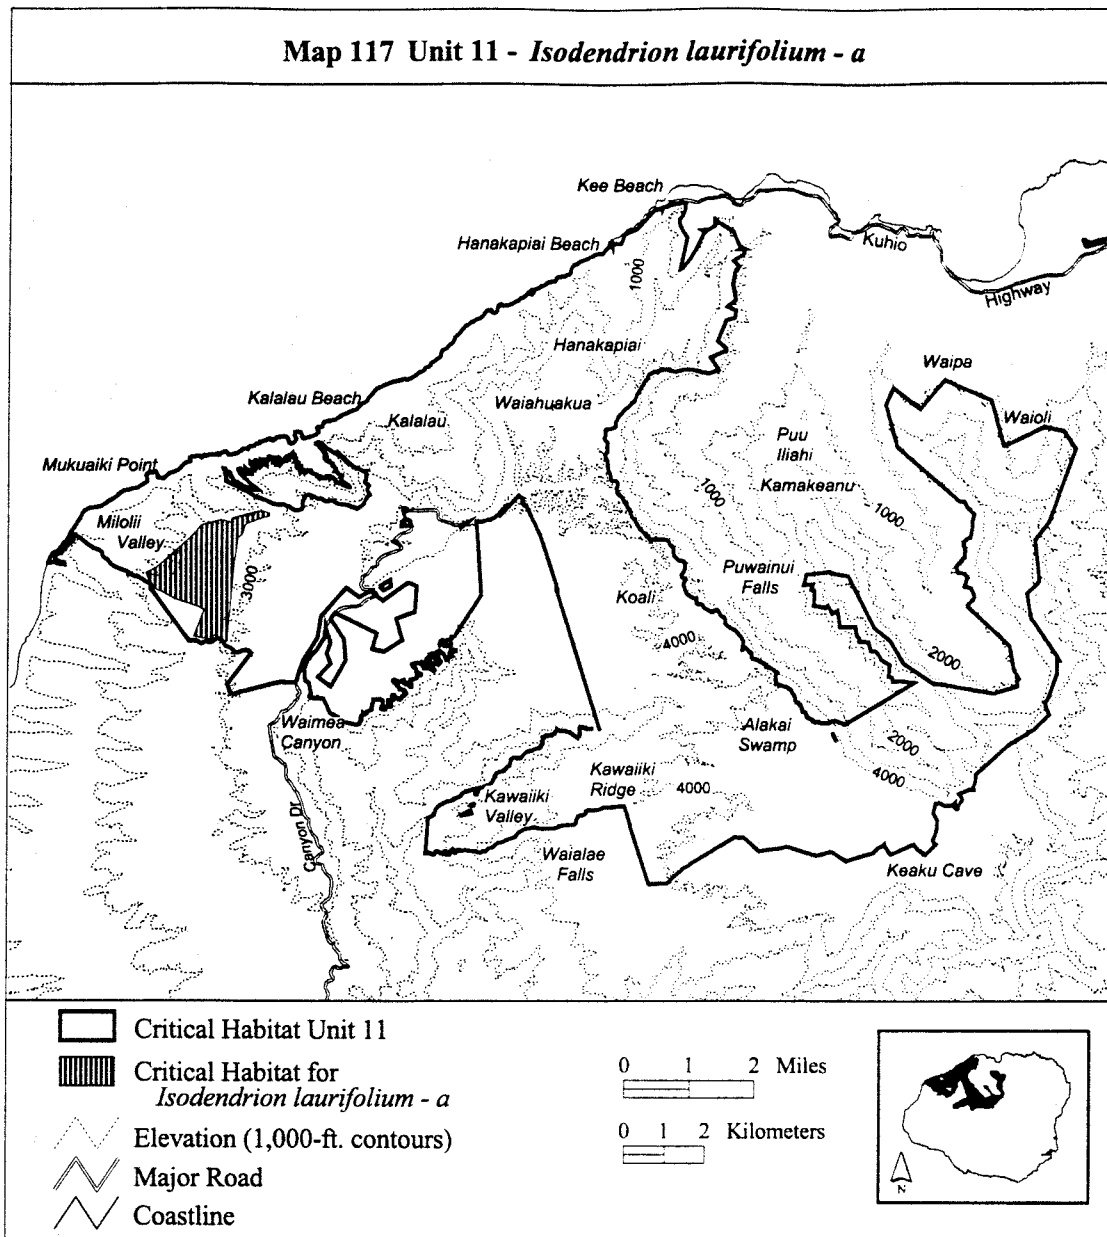 Map 117 Unit 11 - Isodendrion laurifolium - a
Kee Beach
Hanakapiai Beach
Kuhio
Highway
1000
Hanakapiai
Waipa
Kalalau Beach
Waiahuakua
Kalalau
Waioli
Puu
Iliahi
Mukuaiki Point
Kamakeanu
1000
1000
Milolii
Valley
3000
Puwainui
Falls
Koali
4000
2000
Waimea
Canyon
Alakai
Swamp
2000
4000
Kawaiiki
Ridge
4000
Kawaiiki
Valley
Canyon Dr
Waialae
Falls
Keaku Cave
Critical Habitat Unit 11
Critical Habitat for
Isodendrion laurifolium - a
Elevation (1,000-ft. contours)
Major Road
Coastline
0 1 2 Miles
0 1 2 Kilometers
N